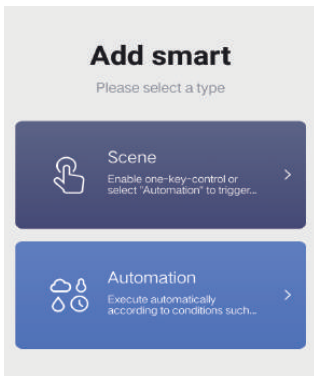 Add smart
Please select a type
Scene
Enable one-key-control or
select "Automation" to trigger...
Automation
Execute automatically
according to conditions such...